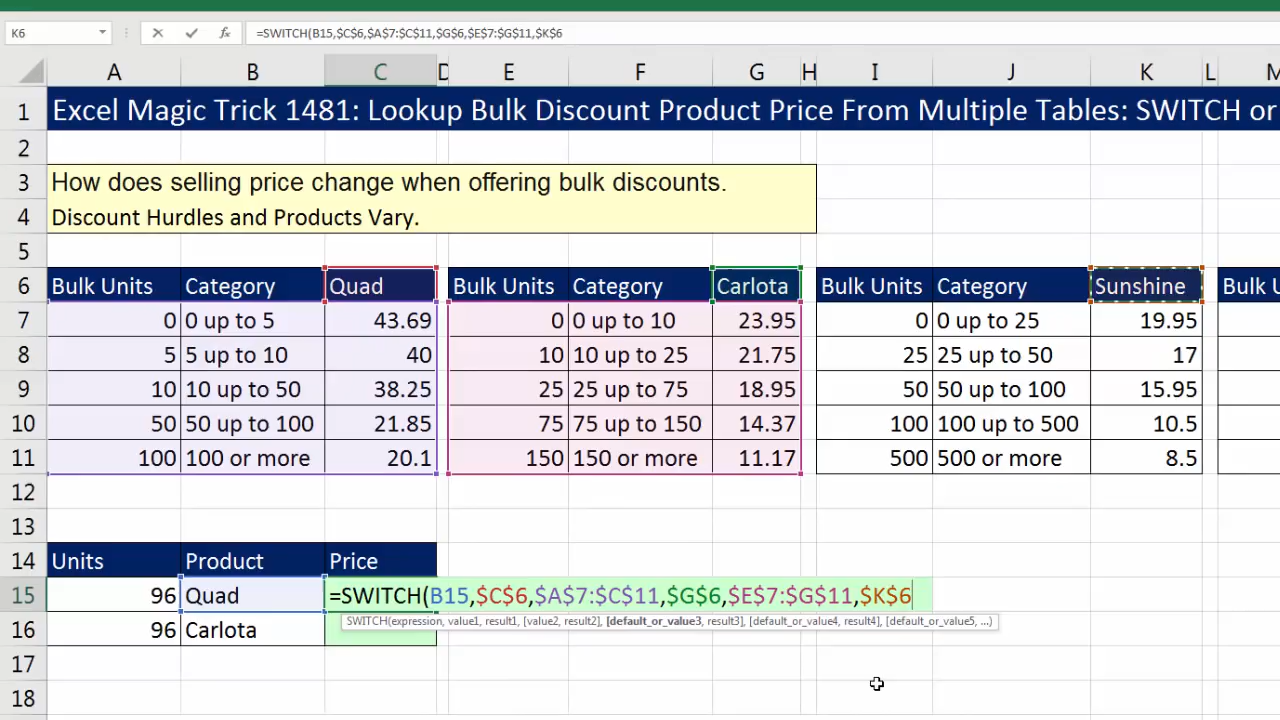 K6 fx =SWITCH(B15,$C$6,$A$7:$C$11,$G$6,$E$7:$G$11,$K$6
A B C D E F G H I J K L M
1 Excel Magic Trick 1481: Lookup Bulk Discount Product Price From Multiple Tables: SWITCH or
2
3 How does selling price change when offering bulk discounts.
4 Discount Hurdles and Products Vary.
5
6 Bulk Units Category Quad Bulk Units Category Carlota Bulk Units Category Sunshine Bulk U
7 0 0 up to 5 43.69 0 0 up to 10 23.95 0 0 up to 25 19.95
8 5 5 up to 10 40 10 10 up to 25 21.75 25 25 up to 50 17
9 10 10 up to 50 38.25 25 25 up to 75 18.95 50 50 up to 100 15.95
10 50 50 up to 100 21.85 75 75 up to 150 14.37 100 100 up to 500 10.5
11 100 100 or more 20.1 150 150 or more 11.17 500 500 or more 8.5
12
13
14 Units Product Price
15 96 Quad =SWITCH(B15,$C$6,$A$7:$C$11,$G$6,$E$7:$G$11,$K$6
SWITCH(expression, value1, result1, [value2, result2], [default_or_value3, result3], [default_or_value4, result4], [default_or_value5, ...)
16 96 Carlota
17
18